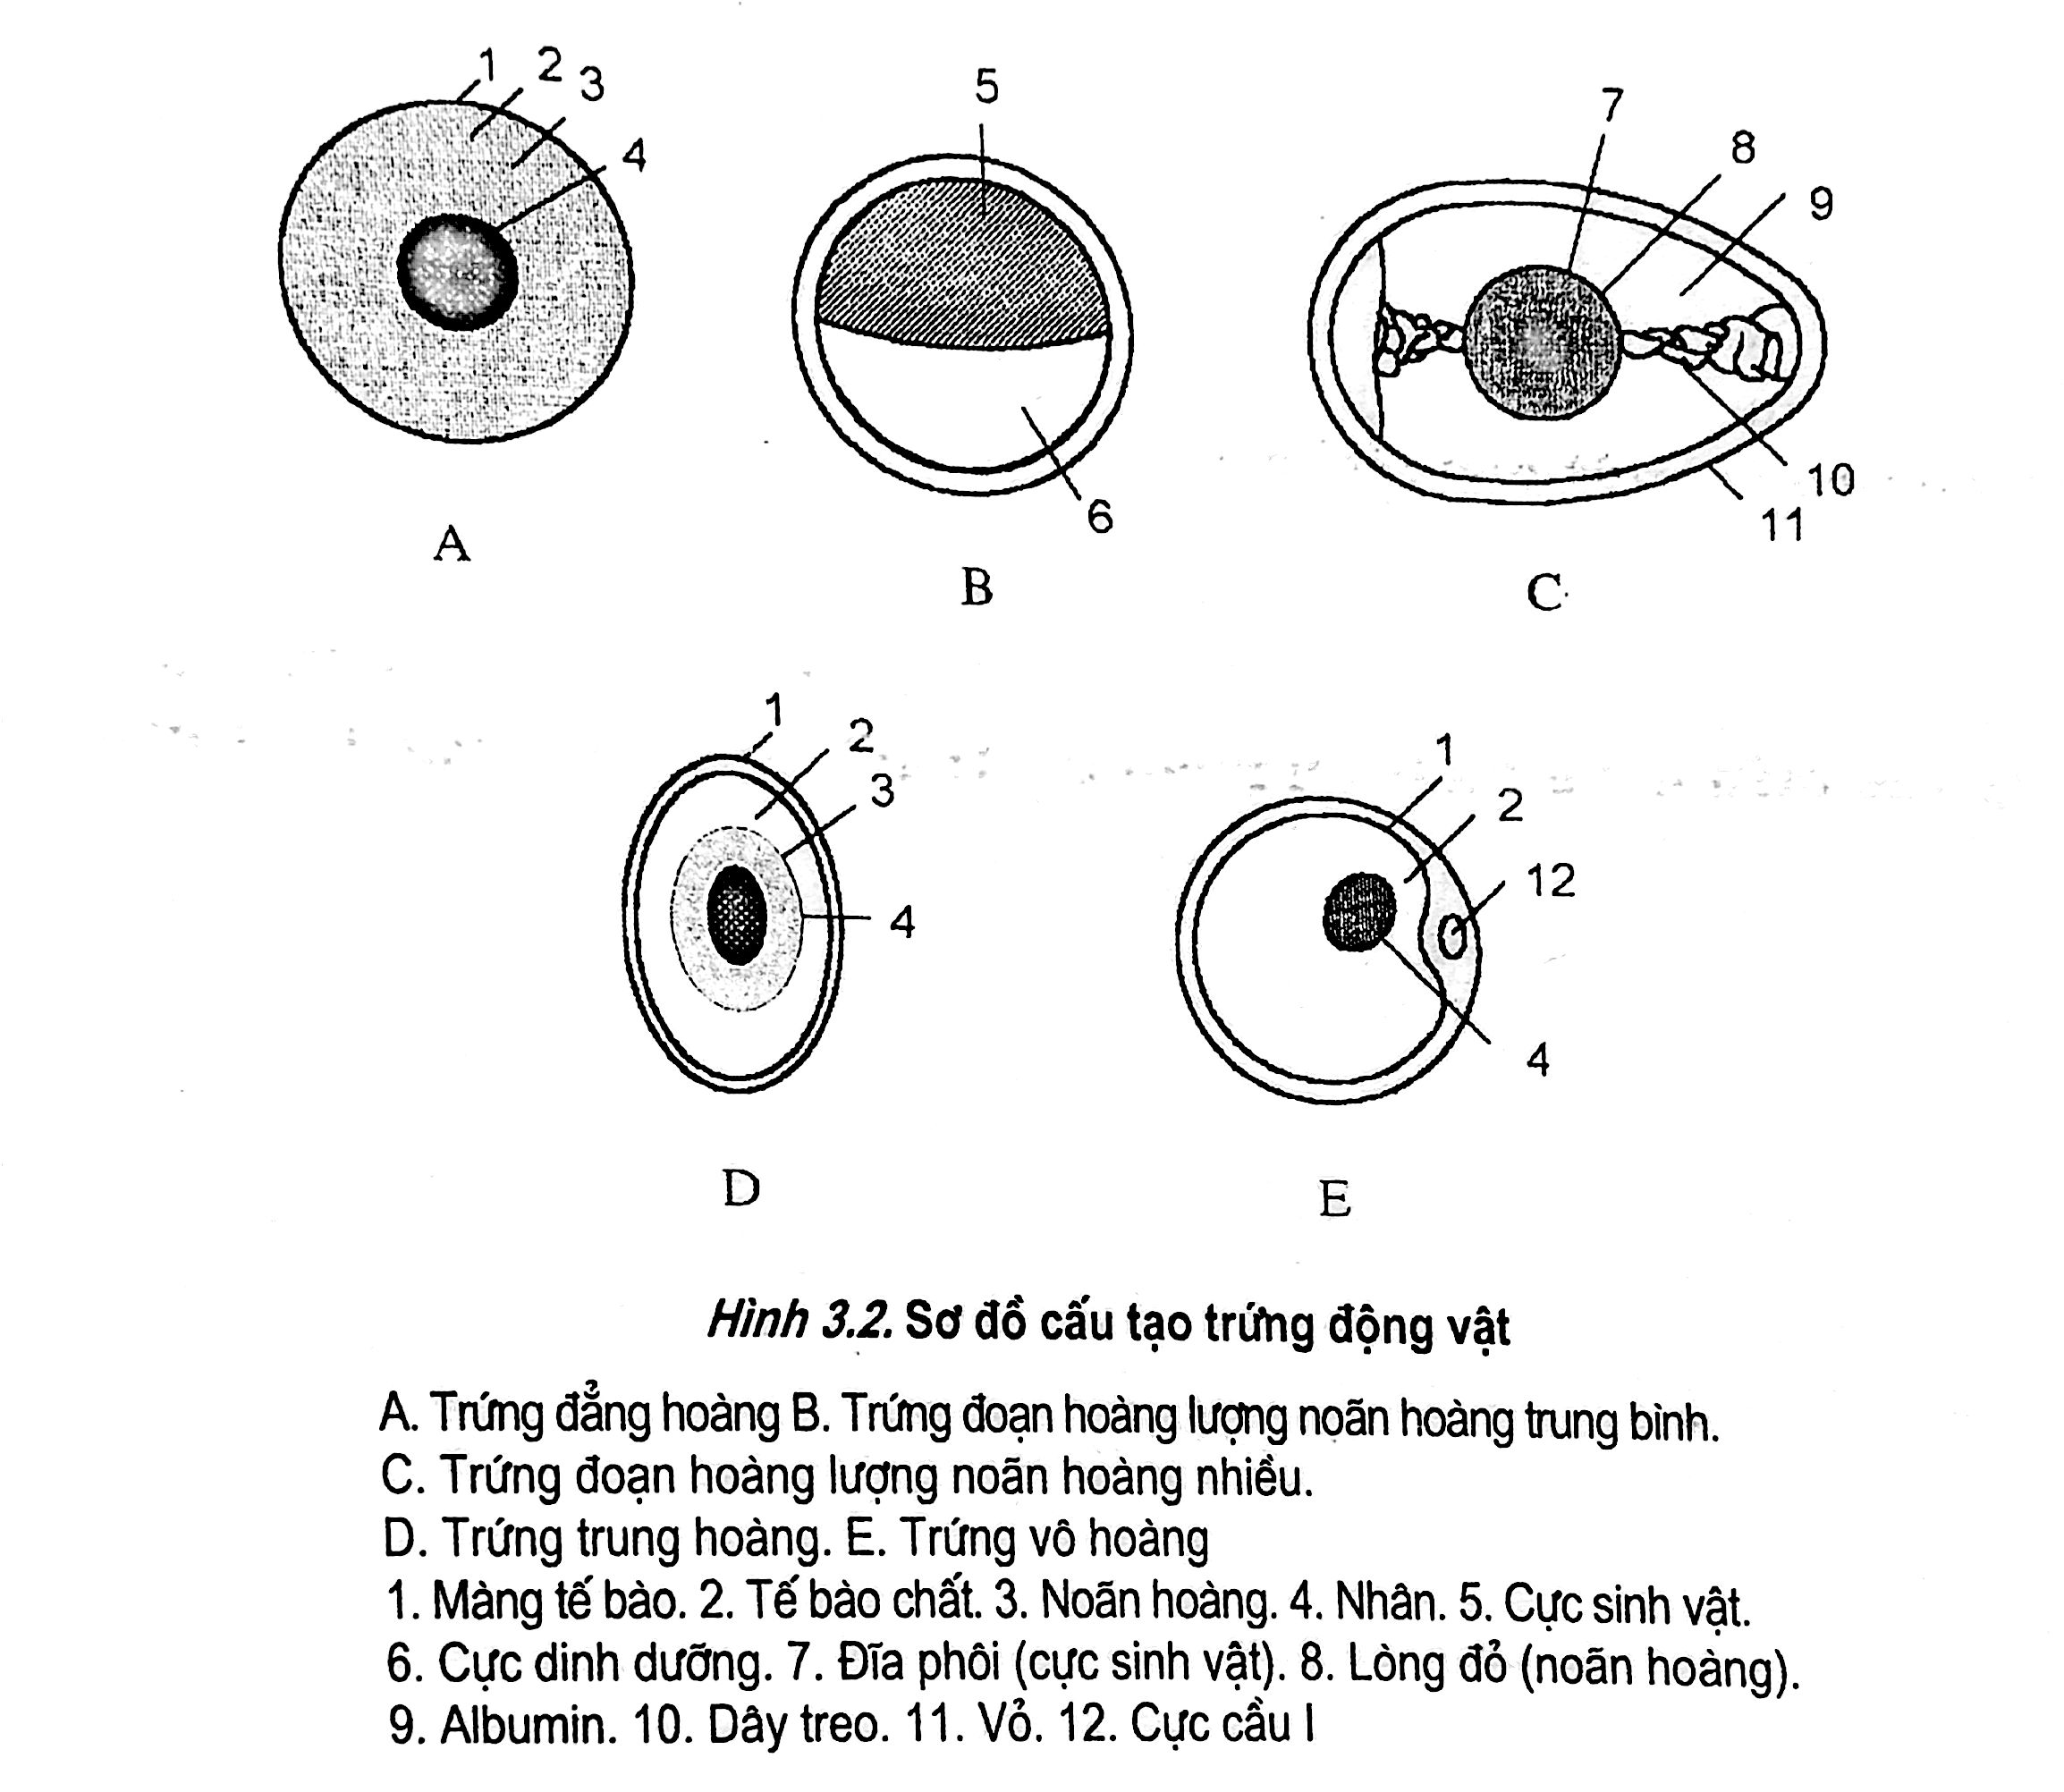 1 2 3
4
5
6
7
8
9
10
11
A
B
C
1
2
3
4
1
2
12
4
D
E
Hình 3.2. Sơ đồ cấu tạo trứng động vật
A. Trứng đẳng hoàng B. Trứng đoạn hoàng lượng noãn hoàng trung bình.
C. Trứng đoạn hoàng lượng noãn hoàng nhiều.
D. Trứng trung hoàng. E. Trứng vô hoàng
1. Màng tế bào. 2. Tế bào chất. 3. Noãn hoàng. 4. Nhân. 5. Cực sinh vật.
6. Cực dinh dưỡng. 7. Đĩa phôi (cực sinh vật). 8. Lòng đỏ (noãn hoàng).
9. Albumin. 10. Dây treo. 11. Vỏ. 12. Cực cầu I